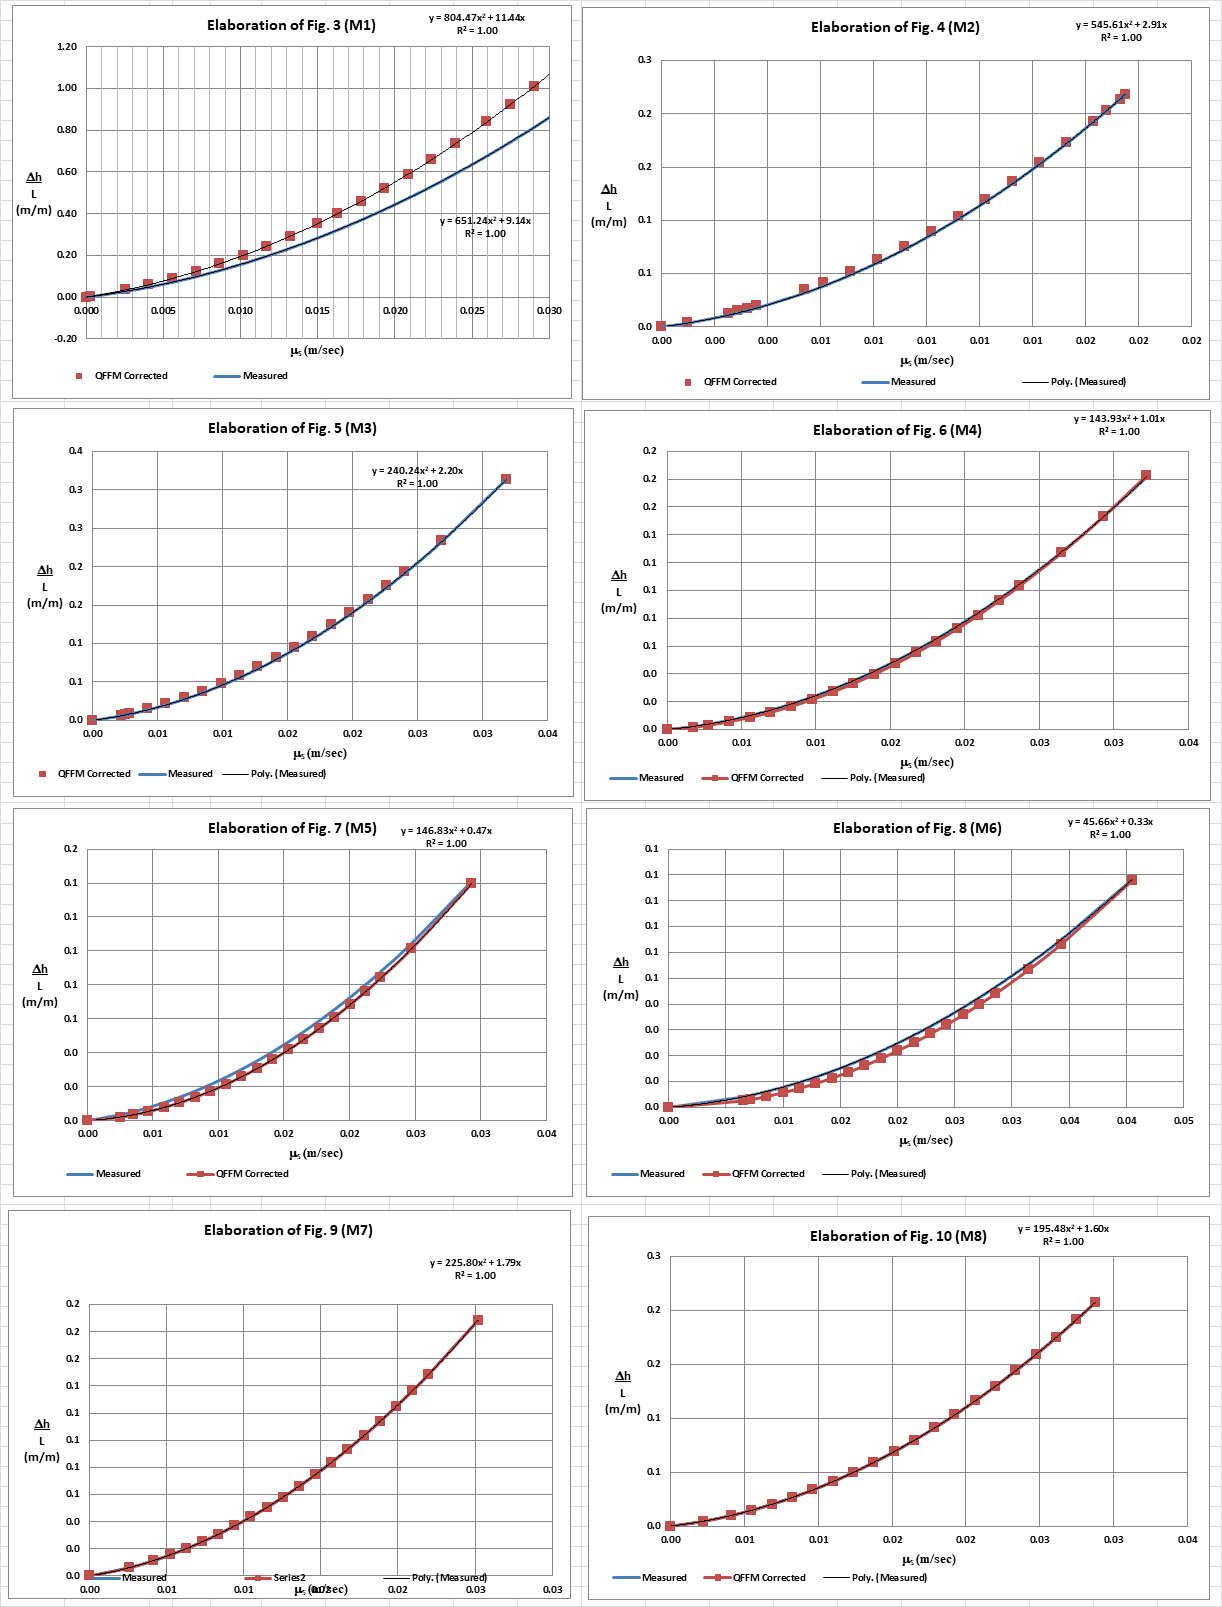 Elaboration of Fig. 3 (M1)
y = 804.47x² + 11.44x
R² = 1.00
1.20
1.00
0.80
0.60
0.40
0.20
0.00
-0.20
Δh
L
(m/m)
y = 651.24x² + 9.14x
R² = 1.00
0.000 0.005 0.010 0.015 0.020 0.025 0.030
μs (m/sec)
QFFM Corrected Measured
Elaboration of Fig. 4 (M2)
y = 545.61x² + 2.91x
R² = 1.00
0.3
0.2
0.2
0.1
0.1
0.0
Δh
L
(m/m)
0.00 0.00 0.00 0.01 0.01 0.01 0.01 0.01 0.02 0.02 0.02
μs (m/sec)
QFFM Corrected Measured Poly. (Measured)
Elaboration of Fig. 5 (M3)
y = 240.24x² + 2.20x
R² = 1.00
0.4
0.3
0.3
0.2
0.2
0.1
0.1
0.0
Δh
L
(m/m)
0.00 0.01 0.01 0.02 0.02 0.03 0.03 0.04
μs (m/sec)
QFFM Corrected Measured Poly. (Measured)
Elaboration of Fig. 6 (M4)
y = 143.93x² + 1.01x
R² = 1.00
0.2
0.2
0.2
0.1
0.1
0.1
0.1
0.1
0.0
0.0
0.0
Δh
L
(m/m)
0.00 0.01 0.01 0.02 0.02 0.03 0.03 0.04
μs (m/sec)
Measured QFFM Corrected Poly. (Measured)
Elaboration of Fig. 7 (M5)
y = 146.83x² + 0.47x
R² = 1.00
0.2
0.1
0.1
0.1
0.1
0.1
0.0
0.0
0.0
Δh
L
(m/m)
0.00 0.01 0.01 0.02 0.02 0.03 0.03 0.04
μs (m/sec)
Measured QFFM Corrected
Elaboration of Fig. 8 (M6)
y = 45.66x² + 0.33x
R² = 1.00
0.1
0.1
0.1
0.1
0.1
0.1
0.0
0.0
0.0
0.0
0.0
Δh
L
(m/m)
0.00 0.01 0.01 0.02 0.02 0.03 0.03 0.04 0.04 0.05
μs (m/sec)
Measured QFFM Corrected Poly. (Measured)
Elaboration of Fig. 9 (M7)
y = 225.80x² + 1.79x
R² = 1.00
0.2
0.2
0.2
0.1
0.1
0.1
0.1
0.1
0.0
0.0
0.0
Δh
L
(m/m)
0.00 0.01 0.01 0.02 0.02 0.03 0.03
Measured Series2 Poly. (Measured)
μs (m/sec)
Elaboration of Fig. 10 (M8)
y = 195.48x² + 1.60x
R² = 1.00
0.3
0.2
0.2
0.1
0.1
0.0
Δh
L
(m/m)
0.00 0.01 0.01 0.02 0.02 0.03 0.03 0.04
μs (m/sec)
Measured QFFM Corrected Poly. (Measured)